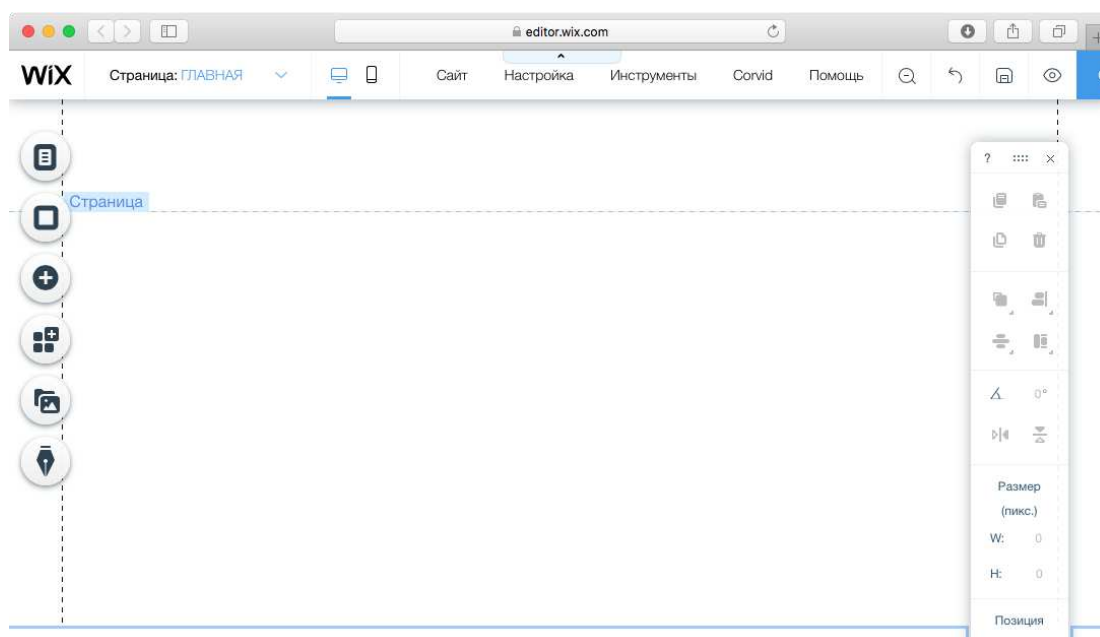 editor.wix.com
WiX Страница: ГЛАВНАЯ Сайт Настройка Инструменты Corvid Помощь
? 
Страница
0°
Размер
(пикс.)
W: 0
H: 0
Позиция